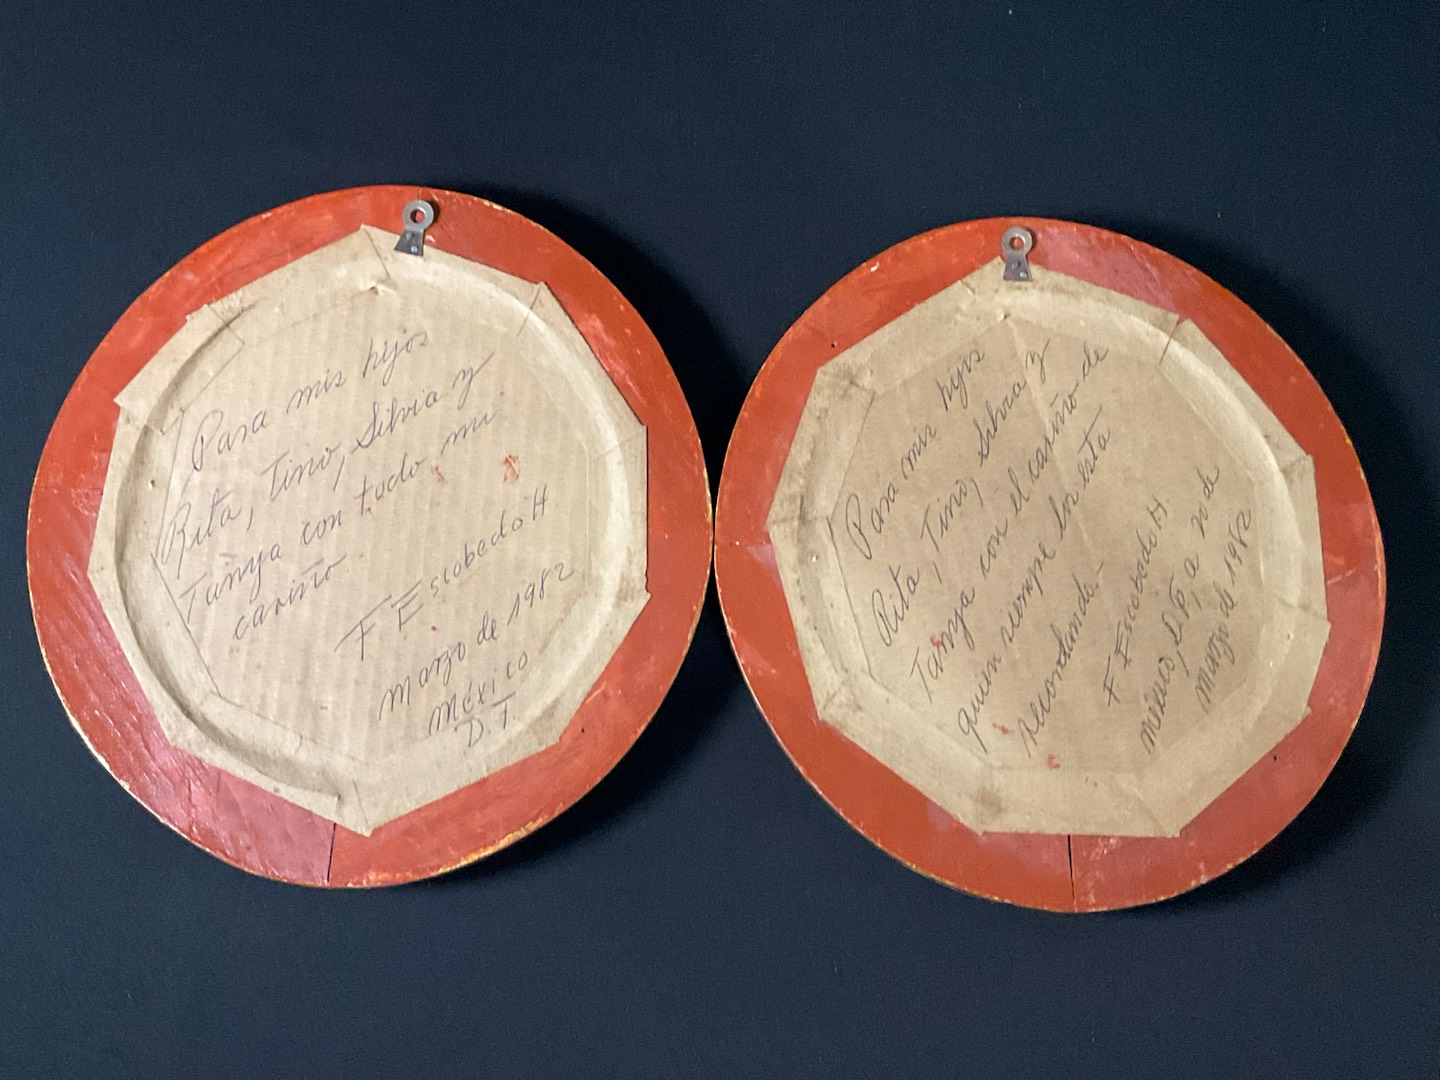 Para mis hijos
Rita, Tino, Silvia y
Tanya con todo mi
cariño.
F Escobedo H
Marzo de 1982
México
D. F.
Para mis hijos
Rita, Tino, Silvia y
Tanya con el cariño de
quien siempre los esta
recordando -
F Escobedo H.
México, D.F., a de
marzo de 1982